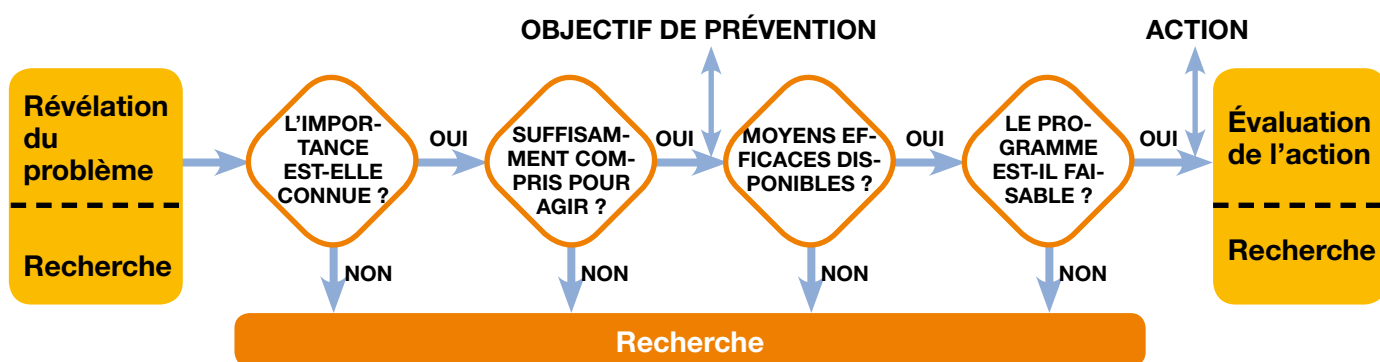 OBJECTIF DE PRÉVENTION
ACTION
Révélation
du
problème
Recherche
L'IMPOR-
TANCE
EST-ELLE
CONNUE ?
OUI
NON
SUFFISAM-
MENT COM-
PRIS POUR
AGIR ?
OUI
NON
MOYENS EF-
FICACES DIS-
PONIBLES ?
OUI
NON
LE PRO-
GRAMME
EST-IL FAI-
SABLE ?
OUI
NON
Évaluation
de l'action
Recherche
Recherche